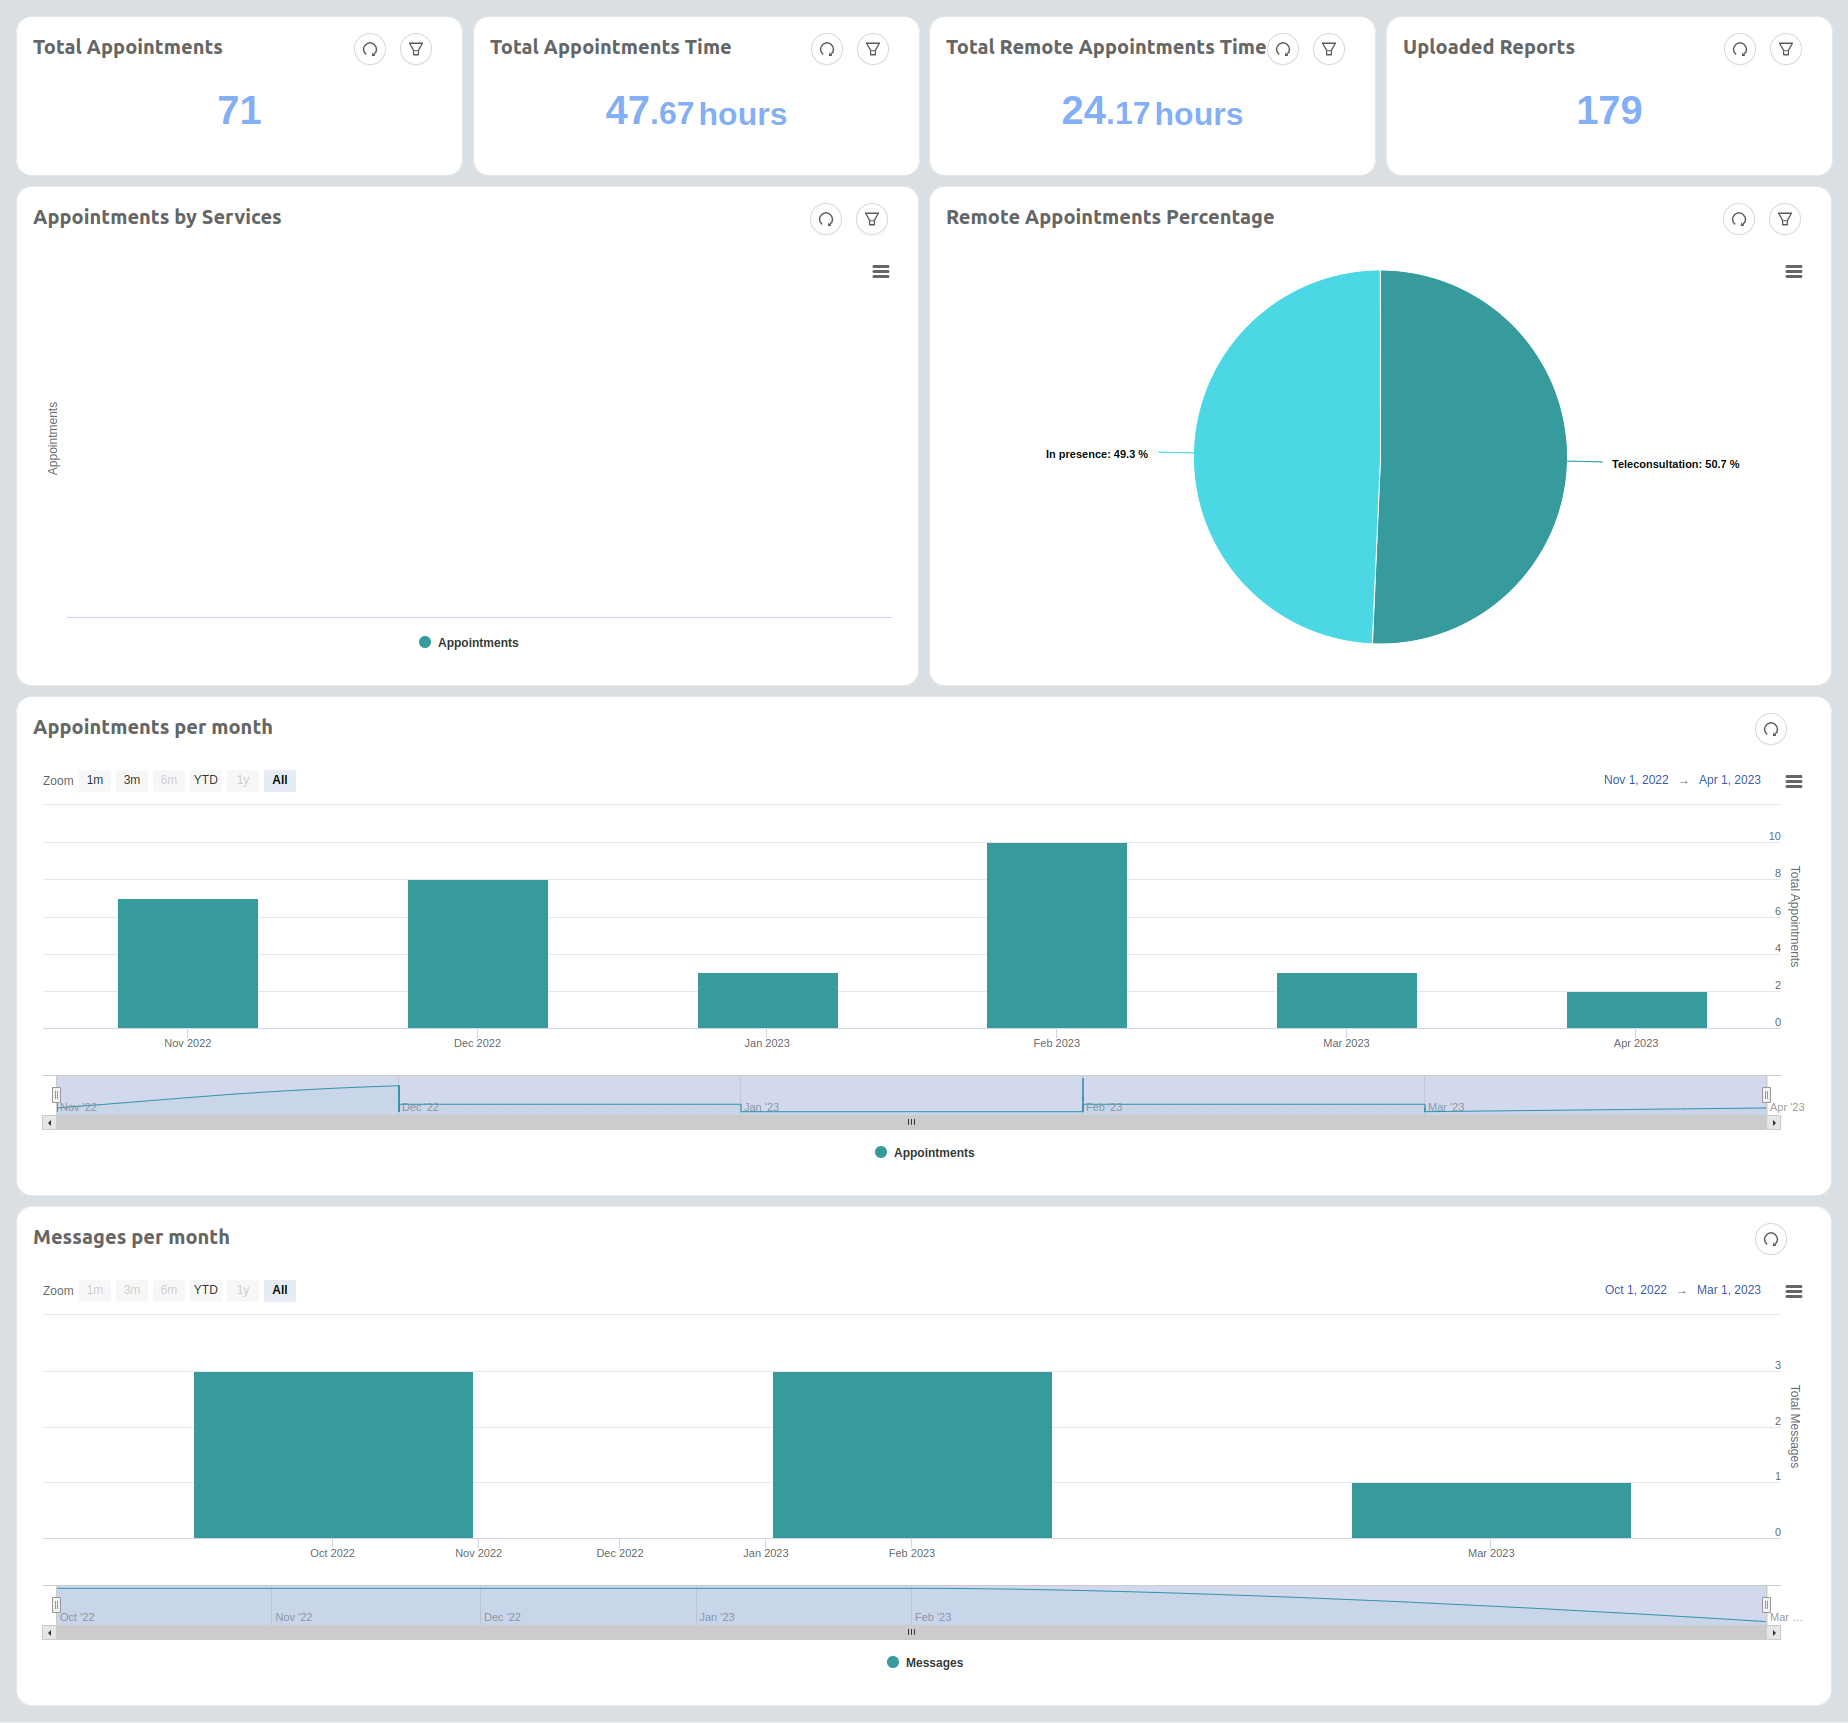 Total Appointments
71
Total Appointments Time
47.67 hours
Total Remote Appointments Time
24.17 hours
Uploaded Reports
179
Appointments by Services
Appointments
Appointments
Remote Appointments Percentage
In presence: 49.3 %
Teleconsultation: 50.7 %
Appointments per month
Zoom 1m 3m 6m YTD 1y All
Nov 1, 2022 → Apr 1, 2023
10
8
6
4
2
0
Total Appointments
Nov 2022 Dec 2022 Jan 2023 Feb 2023 Mar 2023 Apr 2023
Nov '22 Dec '22 Jan '23 Feb '23 Mar '23 Apr '23
Appointments
Messages per month
Zoom 1m 3m 6m YTD 1y All
Oct 1, 2022 → Mar 1, 2023
3
2
1
0
Total Messages
Oct 2022 Nov 2022 Dec 2022 Jan 2023 Feb 2023 Mar 2023
Oct '22 Nov '22 Dec '22 Jan '23 Feb '23 Mar …
Messages